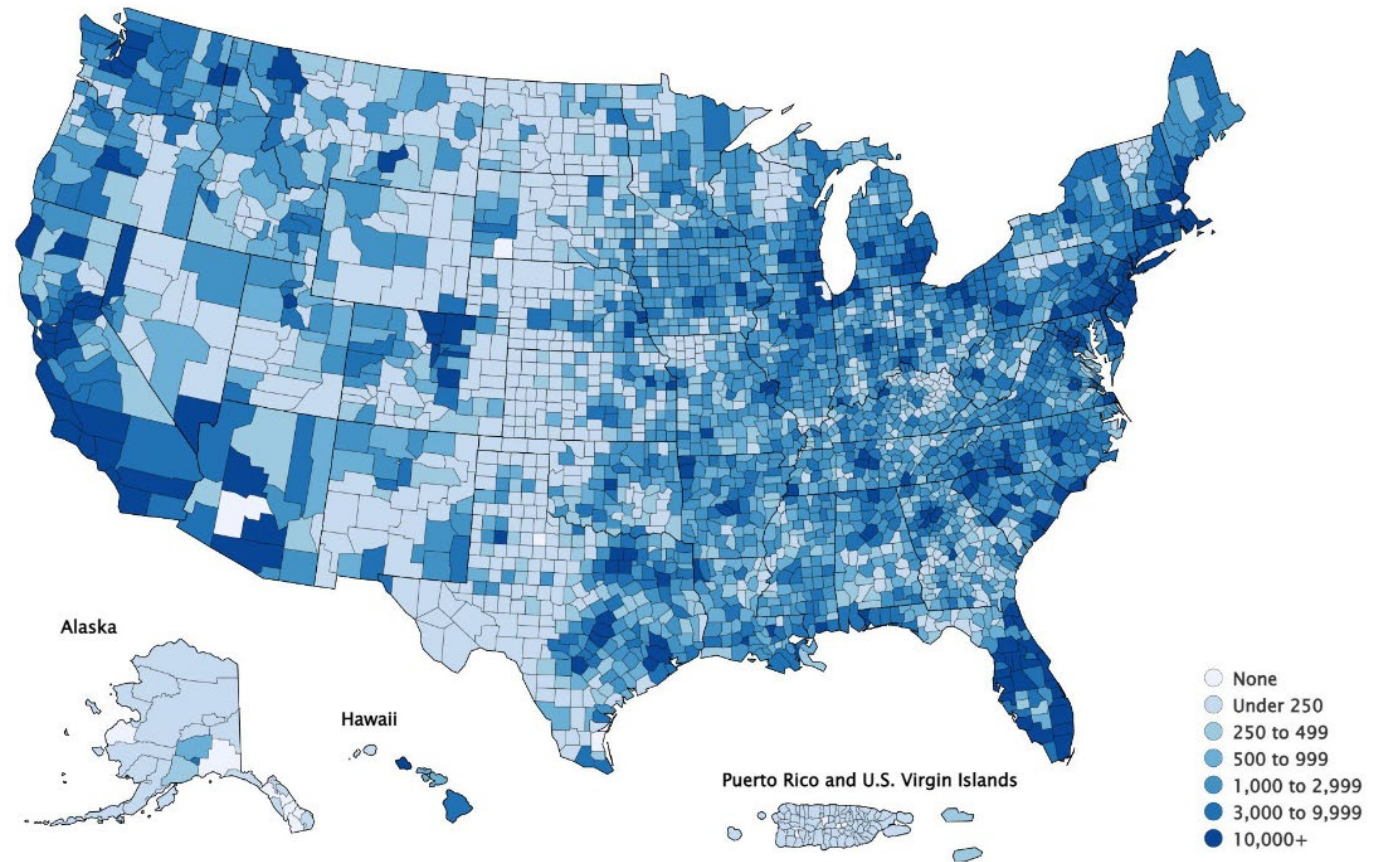 Alaska
Hawaii
Puerto Rico and U.S. Virgin Islands
None
Under 250
250 to 499
500 to 999
1,000 to 2,999
3,000 to 9,999
10,000+